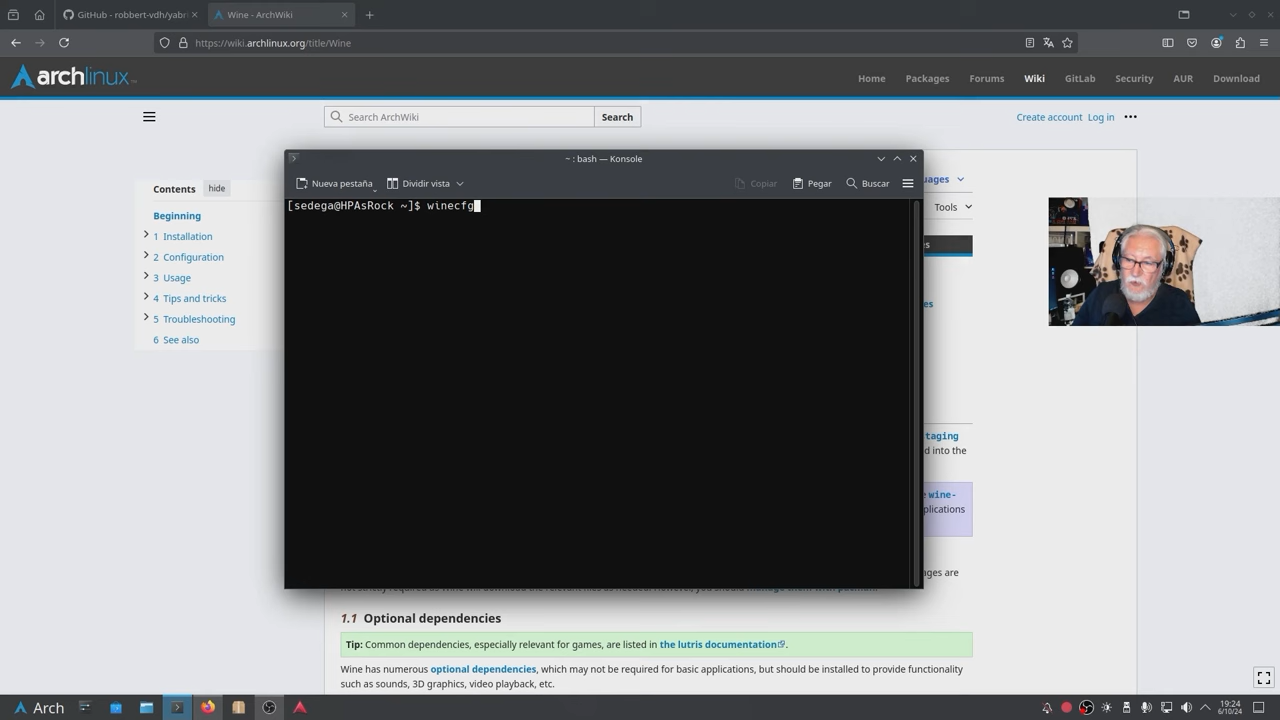 GitHub - robbert-vdh/yabri
Wine - ArchWiki
https://wiki.archlinux.org/title/Wine
archlinux
Home
Packages
Forums
Wiki
GitLab
Security
AUR
Download
Search ArchWiki
Search
Create account
Log in
~ : bash — Konsole
Nueva pestaña
Dividir vista
Copiar
Pegar
Buscar
[sedega@HPAsRock ~]$ winecfg
Contents
hide
Beginning
1 Installation
2 Configuration
3 Usage
4 Tips and tricks
5 Troubleshooting
6 See also
uages
Tools
es
es
taging
d into the
e wine-
plications
ages are
1.1 Optional dependencies
Tip: Common dependencies, especially relevant for games, are listed in the lutris documentation.
Wine has numerous optional dependencies, which may not be required for basic applications, but should be installed to provide functionality
such as sounds, 3D graphics, video playback, etc.
Arch
19:24
6/10/24